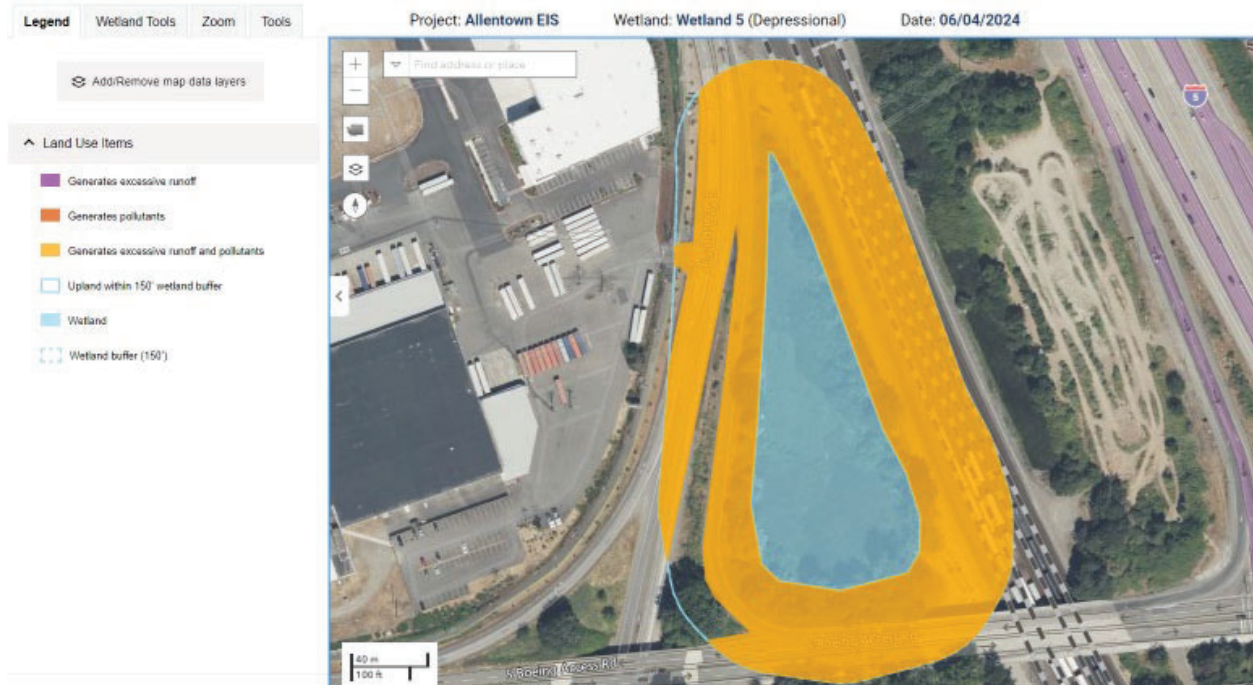 Legend Wetland Tools Zoom Tools
Project: Allentown EIS Wetland: Wetland 5 (Depressional) Date: 06/04/2024
Add/Remove map data layers
Find address or place
Land Use Items
Generates excessive runoff
Generates pollutants
Generates excessive runoff and pollutants
Upland within 150' wetland buffer
Wetland
Wetland buffer (150')
5
40 m
100 ft
S Boeing Access Rd